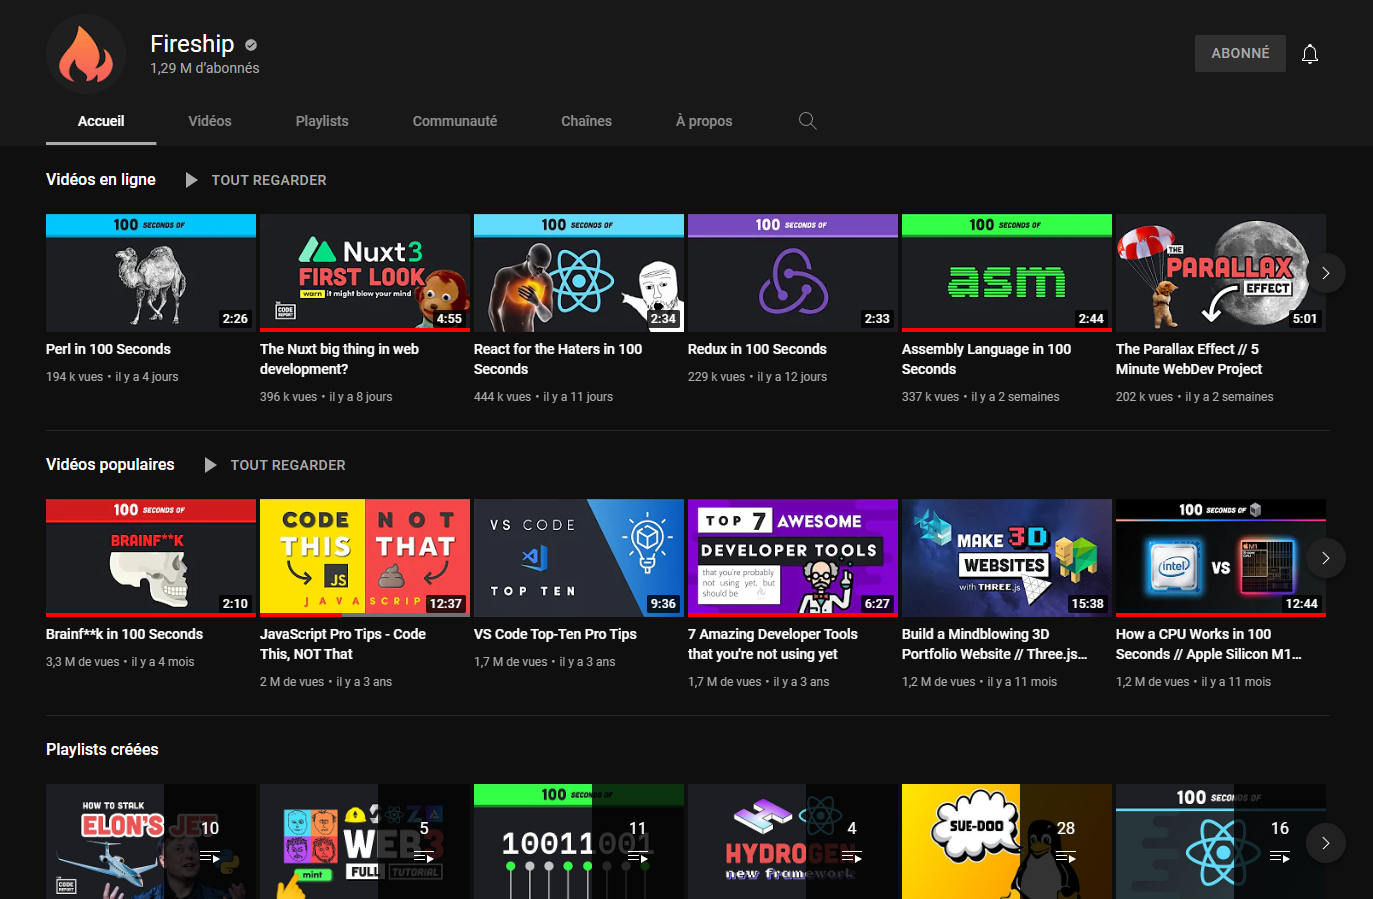 Fireship
1,29 M d'abonnés
ABONNÉ
Accueil
Vidéos
Playlists
Communauté
Chaînes
À propos
Vidéos en ligne
TOUT REGARDER
100 SECONDS OF
2:26
Perl in 100 Seconds
194 k vues • il y a 4 jours
Nuxt3
FIRST LOOK
warn it might blow your mind
THE
CODE
REPORT
4:55
The Nuxt big thing in web
development?
396 k vues • il y a 8 jours
100 SECONDS OF
2:34
React for the Haters in 100
Seconds
444 k vues • il y a 11 jours
100 SECONDS OF
2:33
Redux in 100 Seconds
229 k vues • il y a 12 jours
100 SECONDS OF
asm
2:44
Assembly Language in 100
Seconds
337 k vues • il y a 2 semaines
THE
PARALLAX
EFFECT
5:01
The Parallax Effect // 5
Minute WebDev Project
202 k vues • il y a 2 semaines
Vidéos populaires
TOUT REGARDER
100 SECONDS OF
BRAINF**K
2:10
Brainf**k in 100 Seconds
3,3 M de vues • il y a 4 mois
CODE
THIS
NOT
THAT
JS
JAVASCRIP
12:37
JavaScript Pro Tips - Code
This, NOT That
2 M de vues • il y a 3 ans
VS CODE
TOP TEN
9:36
VS Code Top-Ten Pro Tips
1,7 M de vues • il y a 3 ans
TOP 7 AWESOME
DEVELOPER TOOLS
that you're probably
not using yet, but
should be
6:27
7 Amazing Developer Tools
that you're not using yet
1,7 M de vues • il y a 3 ans
MAKE 3D
WEBSITES
with THREE.js
15:38
Build a Mindblowing 3D
Portfolio Website // Three.js...
1,2 M de vues • il y a 11 mois
100 SECONDS OF
intel
VS
M1
12:44
How a CPU Works in 100
Seconds // Apple Silicon M1...
1,2 M de vues • il y a 11 mois
Playlists créées
HOW TO STALK
ELON'S JET
THE
CODE
REPORT
10
WEB3
mint
FULL TUTORIAL
5
100 SECONDS OF
10011001
11
HYDROGEN
new framework
4
SUE-DOO
28
100 SECONDS OF
16